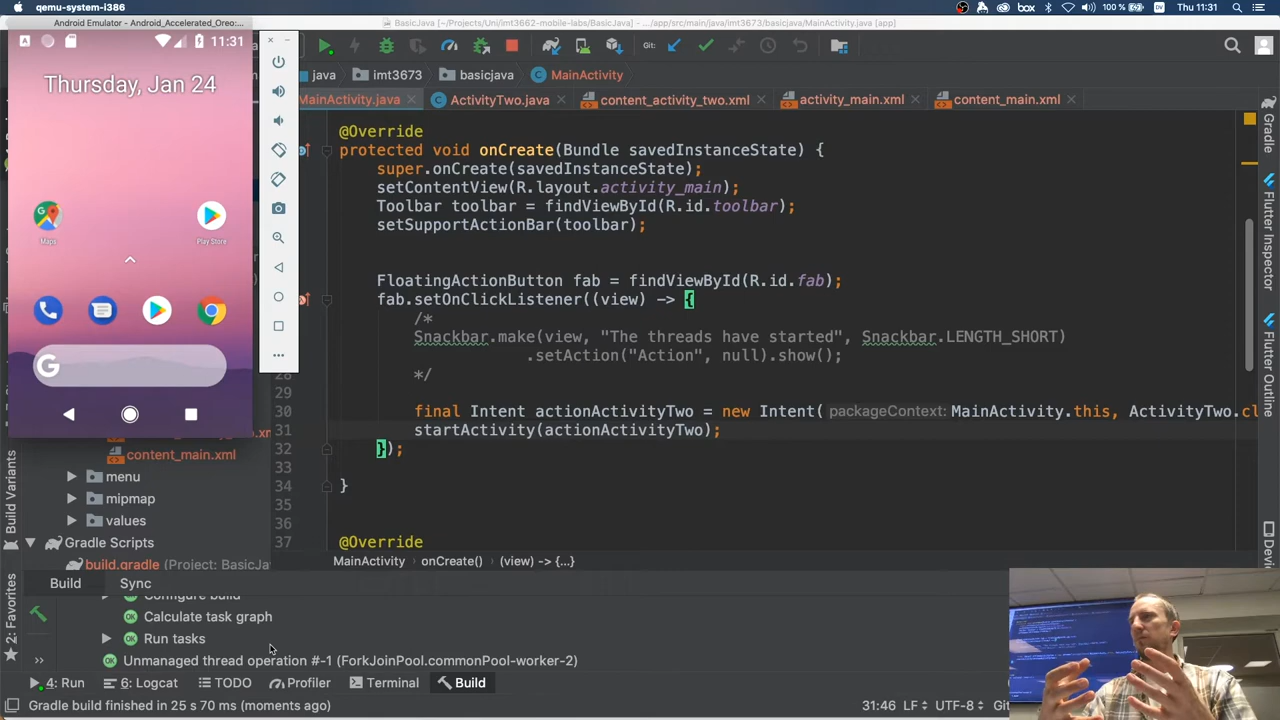 qemu-system-i386
box
100 %
DV
Thu 11:31
Android Emulator - Android_Accelerated_Oreo:...
BasicJava [~/Projects/Uni/imt3662-mobile-labs/BasicJava] - .../app/src/main/java/imt3673/MainActivity.java [app]
11:31
Thursday, Jan 24
Maps
Play Store
G
Git:
java
imt3673
basicjava
MainActivity
MainActivity.java
ActivityTwo.java
content_activity_two.xml
activity_main.xml
content_main.xml
@Override
protected void onCreate(Bundle savedInstanceState) {
super.onCreate(savedInstanceState);
setContentView(R.layout.activity_main);
Toolbar toolbar = findViewById(R.id.toolbar);
setSupportActionBar(toolbar);
FloatingActionButton fab = findViewById(R.id.fab);
fab.setOnClickListener((view) -> {
/*
Snackbar.make(view, "The threads have started", Snackbar.LENGTH_SHORT)
.setAction("Action", null).show();
28 */
29
30 final Intent actionActivityTwo = new Intent( packageContext: MainActivity.this, ActivityTwo.cl
31 startActivity(actionActivityTwo);
32 });
33
34 }
35
36
37 @Override
content_main.xml
menu
mipmap
values
Gradle Scripts
build.gradle (Project: BasicJa
MainActivity
onCreate()
(view) -> {...}
Build
Sync
Configure build
Calculate task graph
Run tasks
Unmanaged thread operation #-1 (ForkJoinPool.commonPool-worker-2)
4: Run
6: Logcat
TODO
Profiler
Terminal
Build
Gradle build finished in 25 s 70 ms (moments ago)
31:46
LF
UTF-8
Build Variants
2: Favorites
Gradle
Flutter Inspector
Flutter Outline